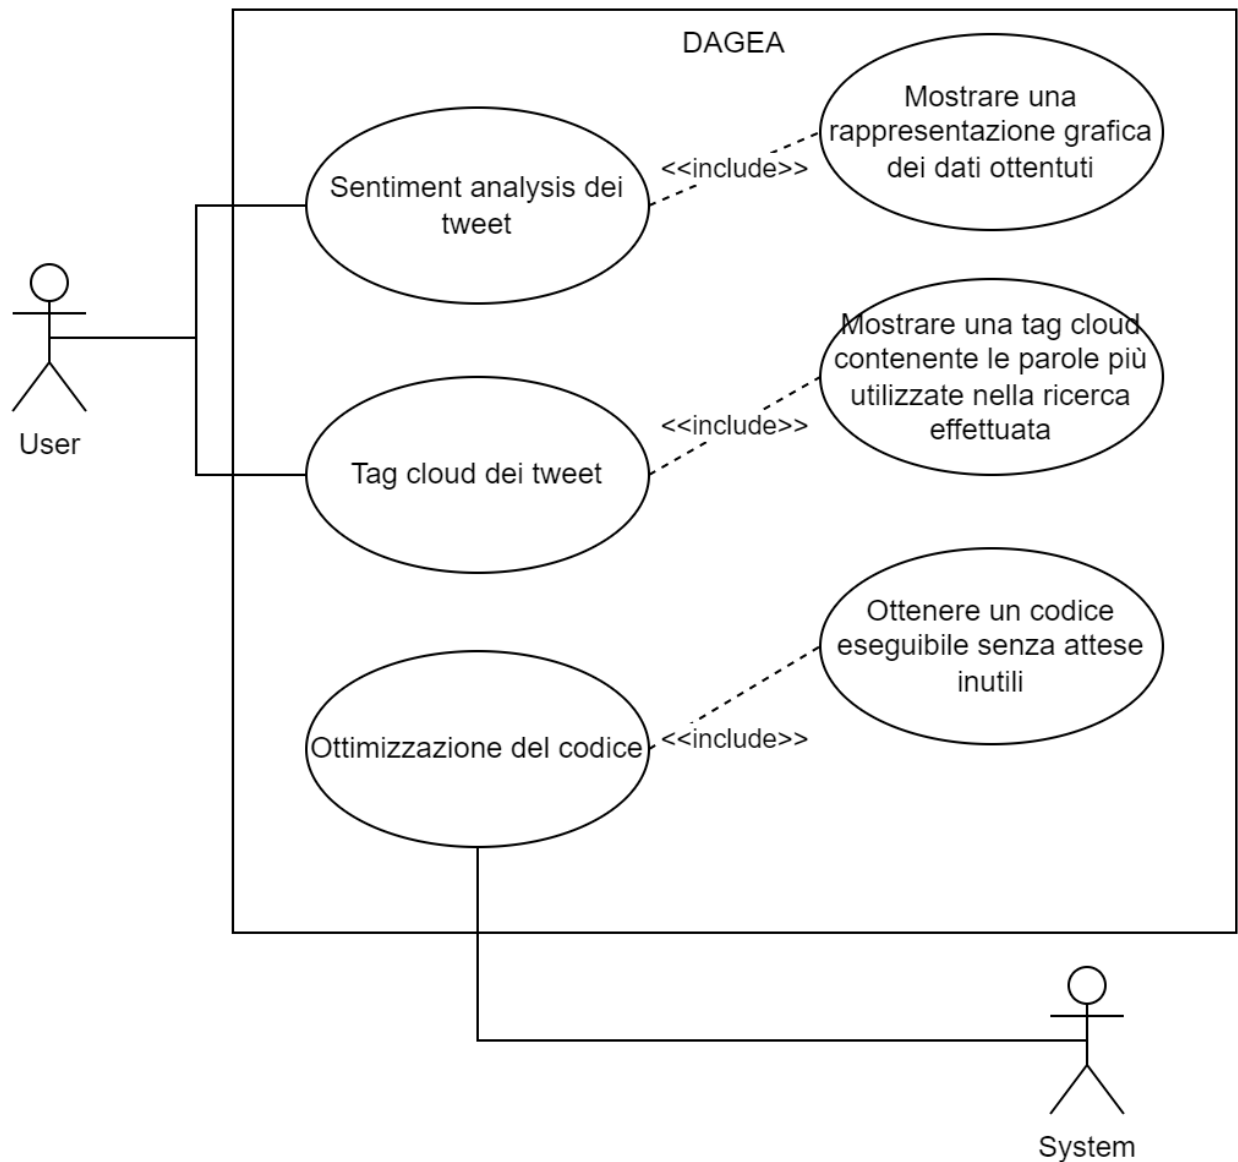 DAGEA
Mostrare una
rappresentazione grafica
dei dati ottentuti
<<include>>
Sentiment analysis dei
tweet
Mostrare una tag cloud
contenente le parole più
utilizzate nella ricerca
effettuata
<<include>>
User
Tag cloud dei tweet
Ottenere un codice
eseguibile senza attese
inutili
<<include>>
Ottimizzazione del codice
System